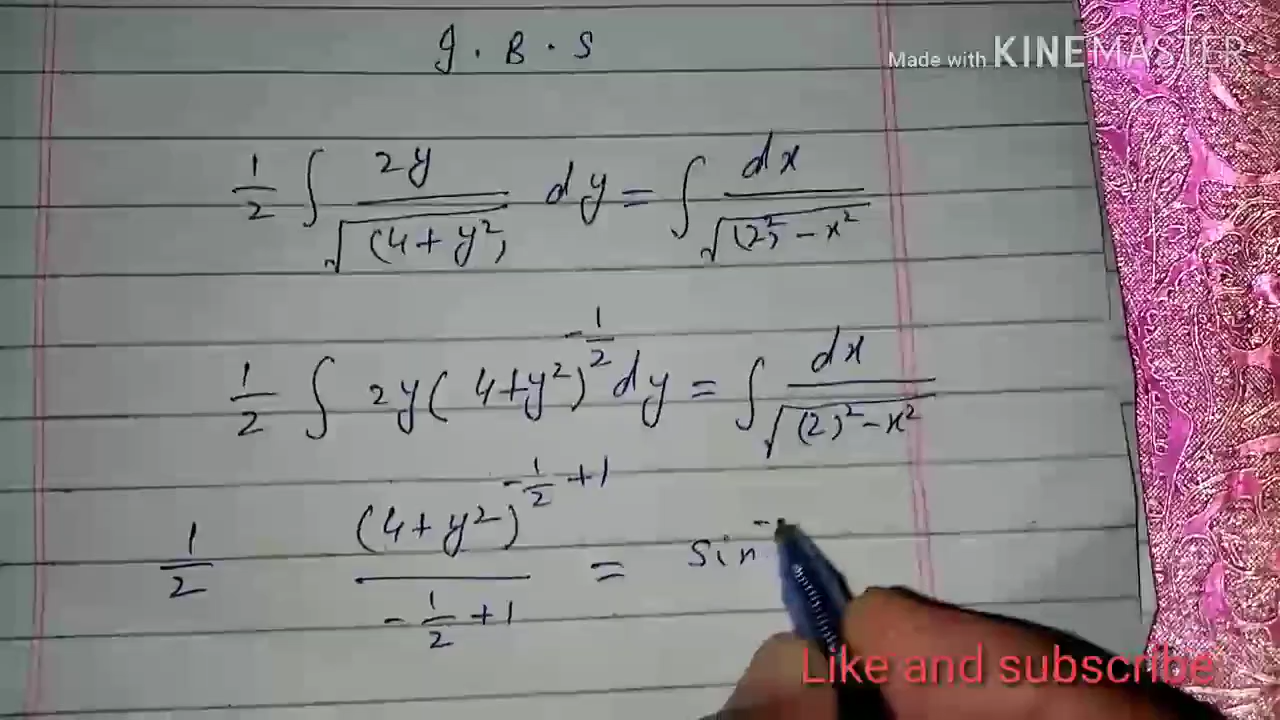 I.B.S
Made with KINEMASTER
1/2 ∫ 2y/√(4+y²) dy = ∫ dx/√(2)²-x²
1/2 ∫ 2y(4+y²)^-1/2 dy = ∫ dx/√(2)²-x²
1/2 (4+y²)^-1/2+1 / -1/2+1 = sin⁻
Like and subscribe